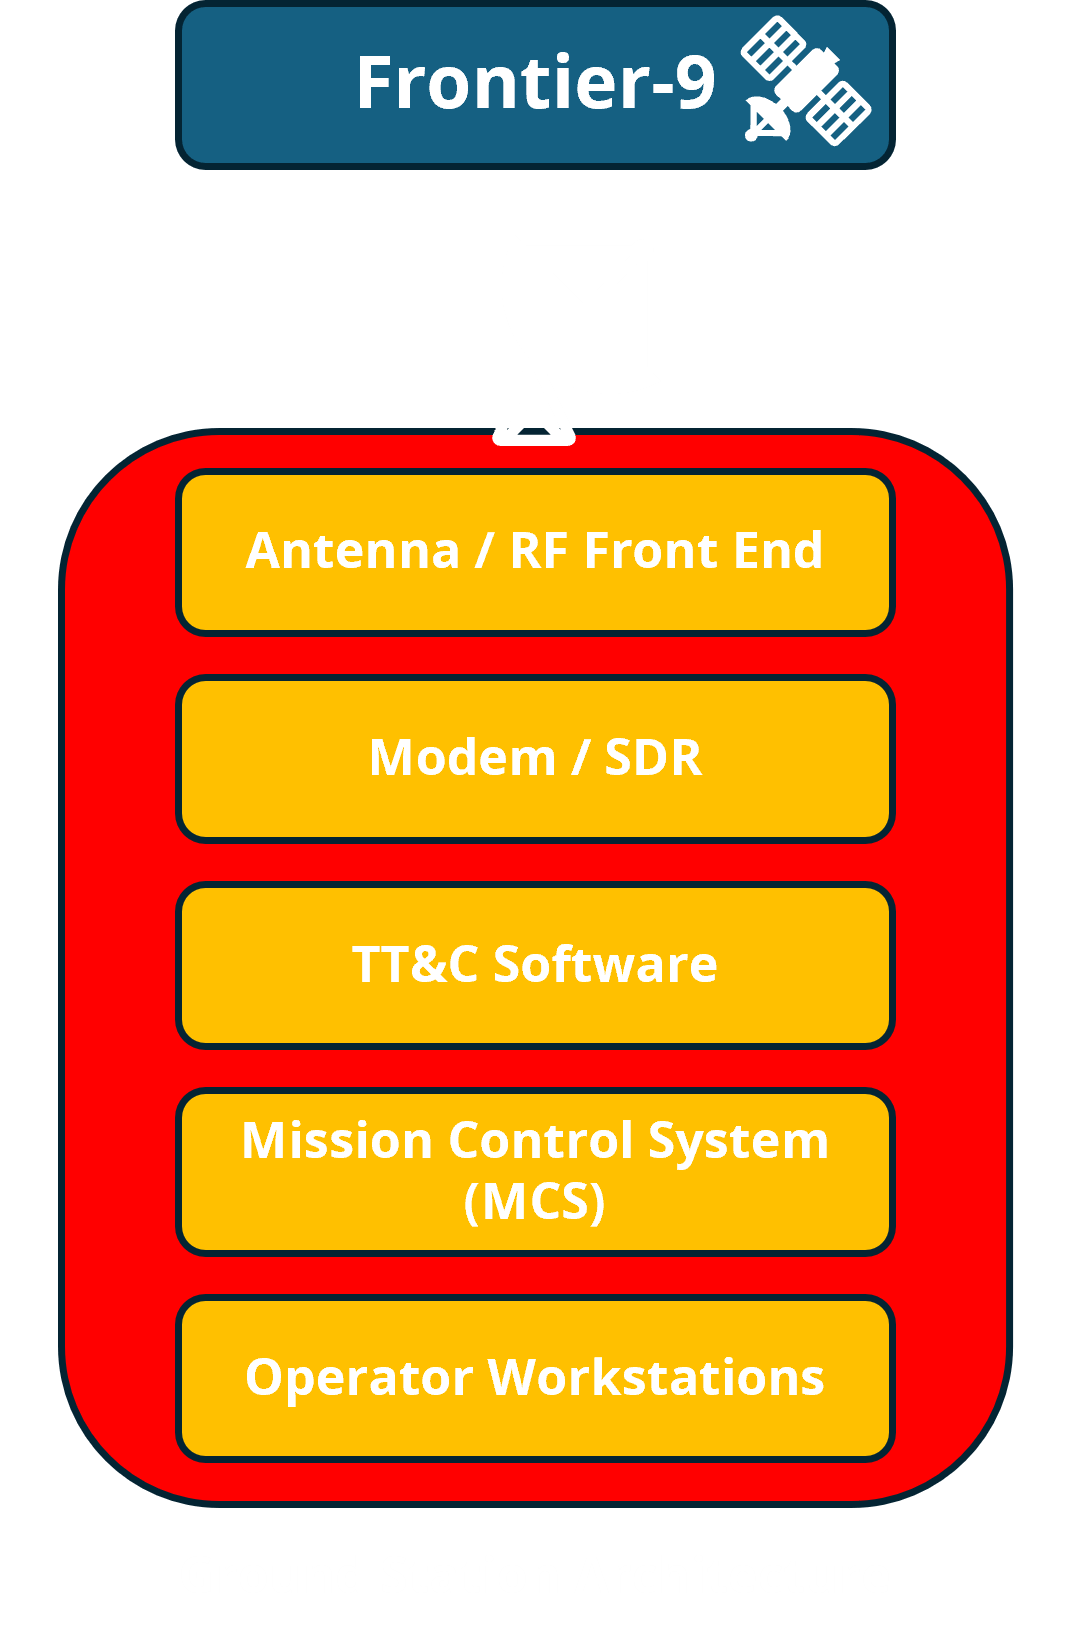 Frontier-9
Antenna / RF Front End
Modem / SDR
TT&C Software
Mission Control System
(MCS)
Operator Workstations